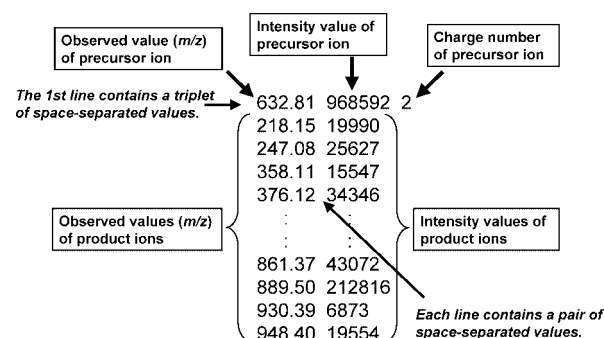 Observed value (m/z)
of precursor ion
Intensity value of
precursor ion
Charge number
of precursor ion
The 1st line contains a triplet
of space-separated values.
632.81 968592 2
218.15 19990
247.08 25627
358.11 15547
376.12 34346
Observed values (m/z)
of product ions
: :
: :
Intensity values of
product ions
861.37 43072
889.50 212816
930.39 6873
948.40 19554
Each line contains a pair of
space-separated values.